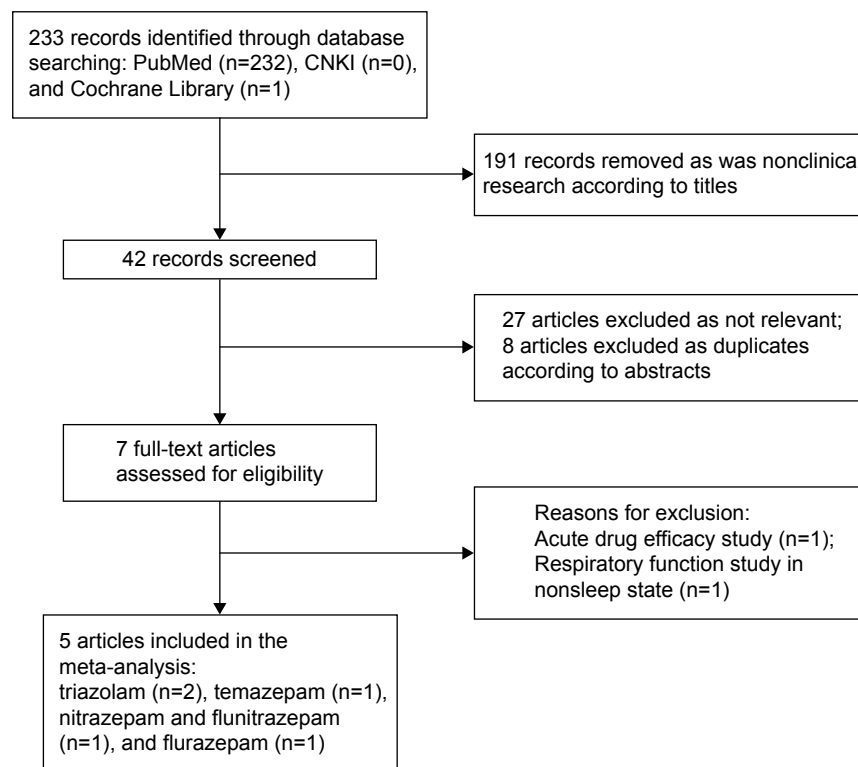 233 records identified through database
searching: PubMed (n=232), CNKI (n=0),
and Cochrane Library (n=1)
191 records removed as was nonclinical
research according to titles
42 records screened
27 articles excluded as not relevant;
8 articles excluded as duplicates
according to abstracts
7 full-text articles
assessed for eligibility
Reasons for exclusion:
Acute drug efficacy study (n=1);
Respiratory function study in
nonsleep state (n=1)
5 articles included in the
meta-analysis:
triazolam (n=2), temazepam (n=1),
nitrazepam and flunitrazepam
(n=1), and flurazepam (n=1)